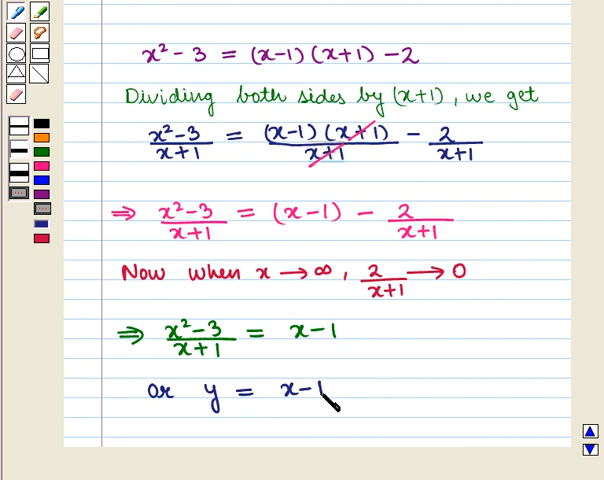 x² - 3 = (x-1) (x+1) - 2
Dividing both sides by (x+1), we get
x²-3/x+1 = (x-1) (x+1)/x+1 - 2/x+1
⇒ x²-3/x+1 = (x-1) - 2/x+1
Now when x → ∞, 2/x+1 → 0
⇒ x²-3/x+1 = x-1
or y = x-1